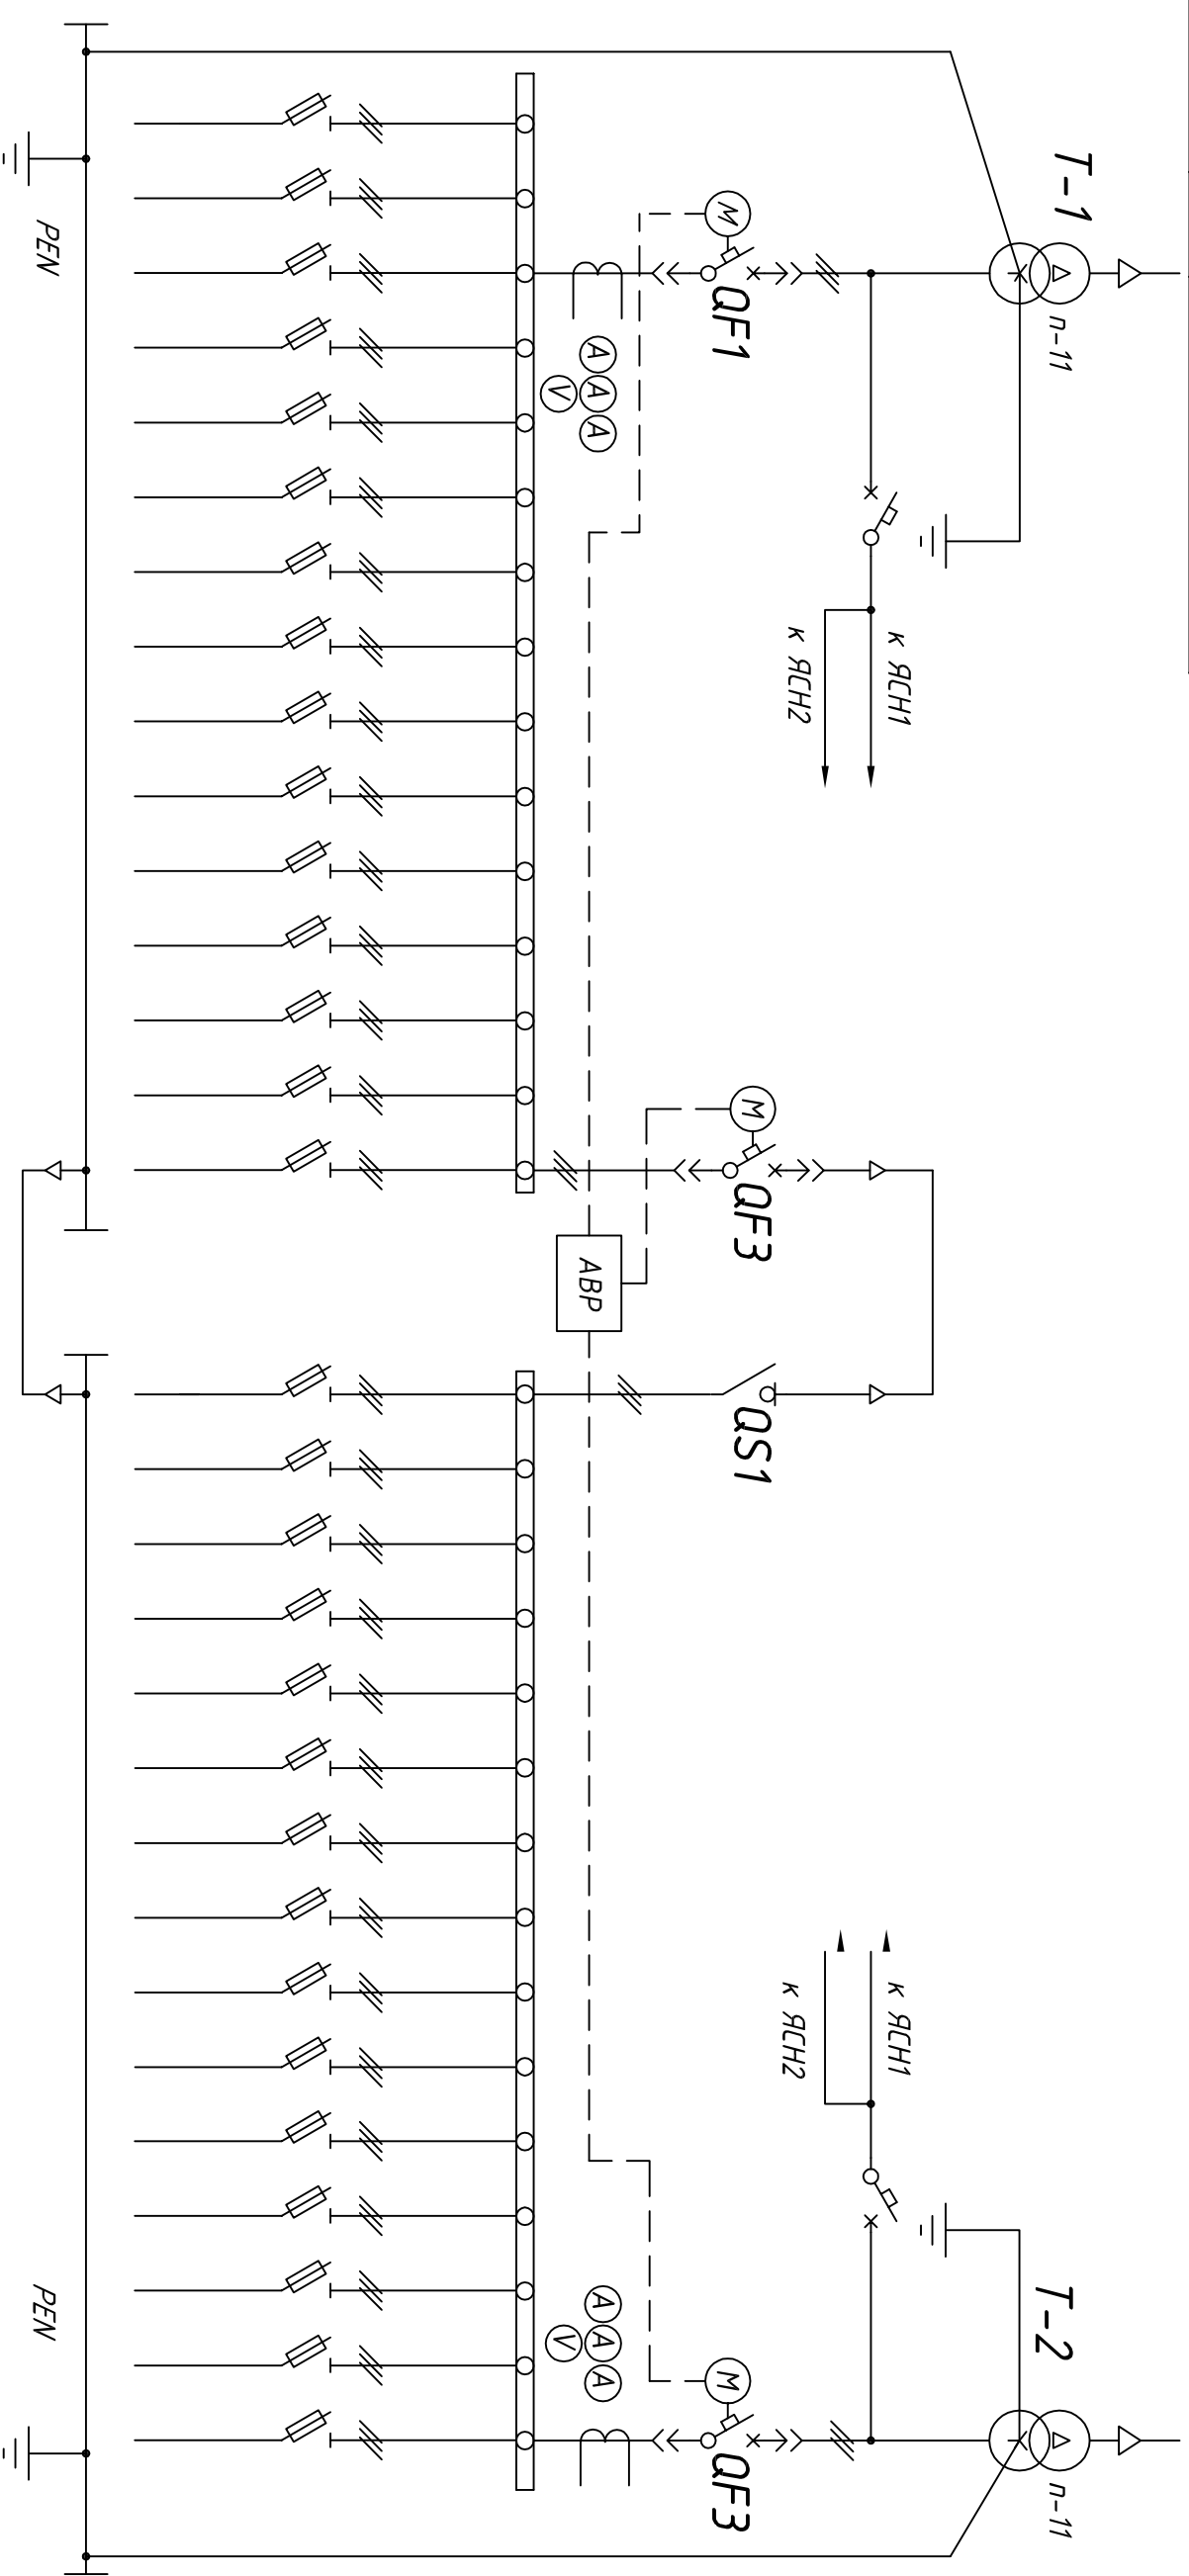 Т-1
п-11
QF1
М
А
А
А
V
к ЯСН1
к ЯСН2
PEN
QF3
М
АВР
QS1
к ЯСН1
к ЯСН2
Т-2
п-11
QF3
М
А
А
А
V
PEN